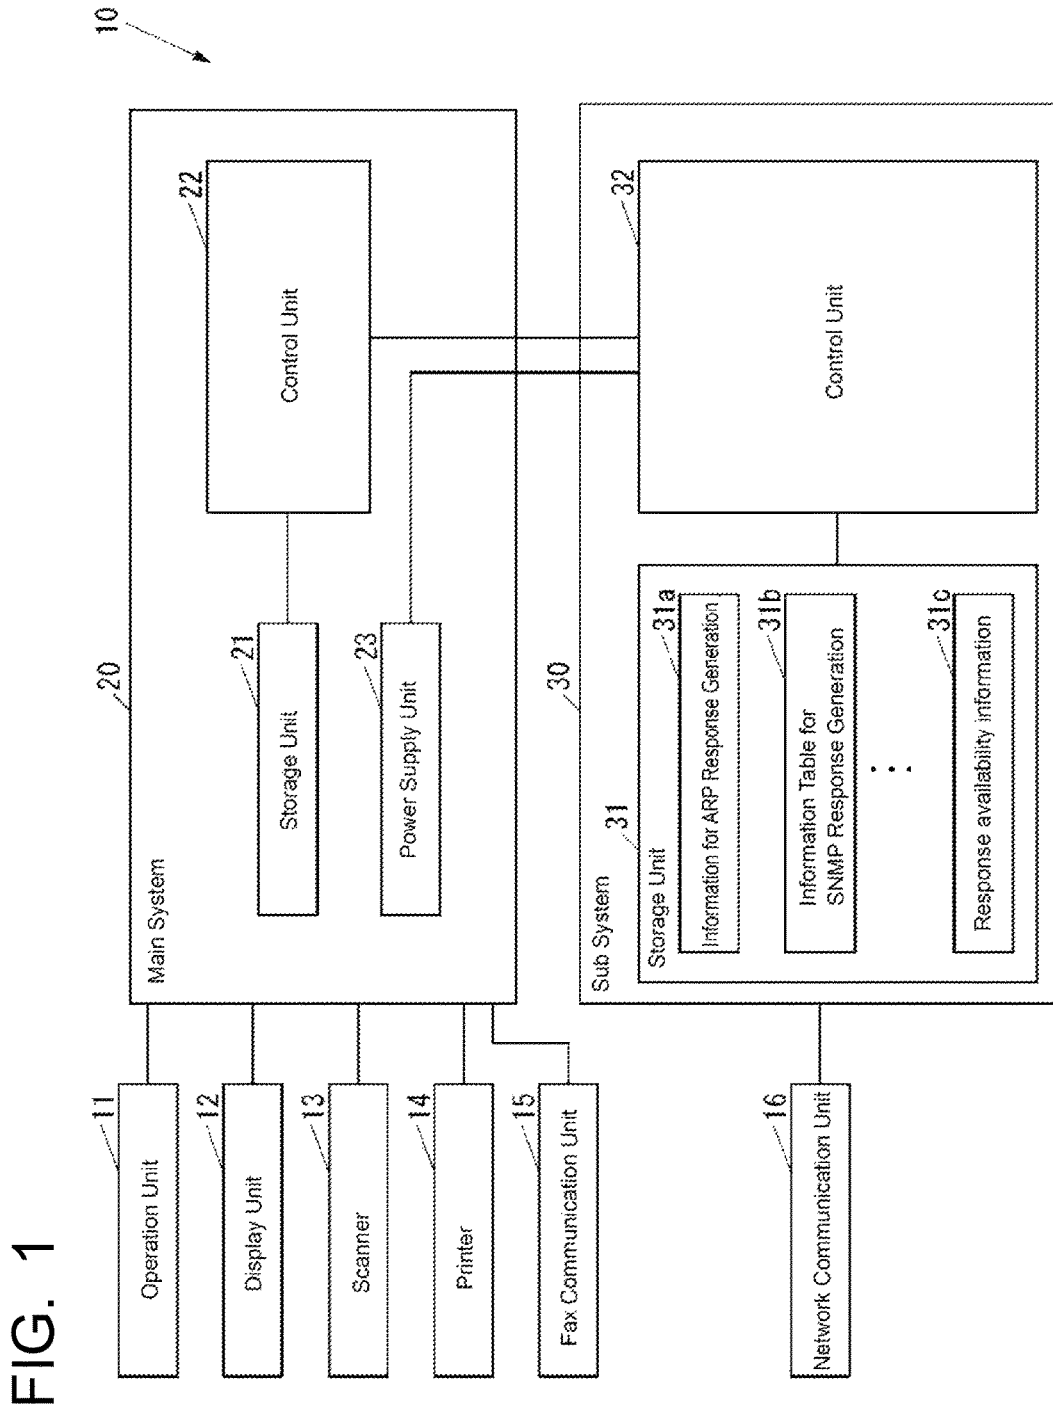 FIG. 1
10
11
Operation Unit
12
Display Unit
13
Scanner
14
Printer
15
Fax Communication Unit
16
Network Communication Unit
20
Main System
21
Storage Unit
22
Control Unit
23
Power Supply Unit
30
Sub System
31
Storage Unit
31a
Information for ARP Response Generation
31b
Information Table for
SNMP Response Generation
...
31c
Response availability information
32
Control Unit